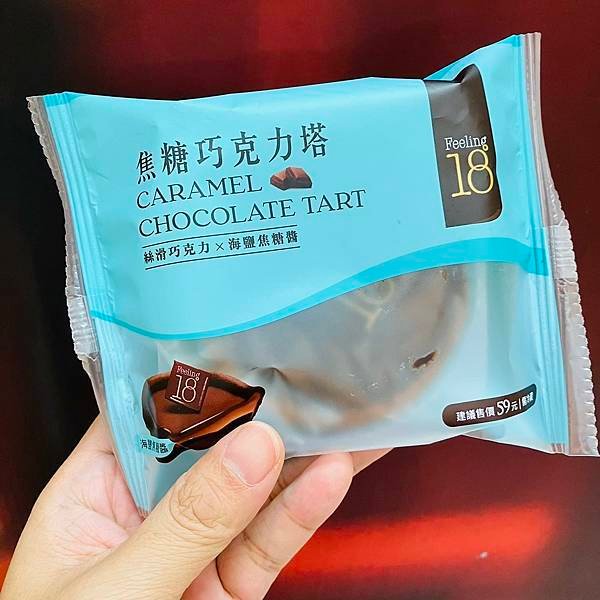 焦糖巧克力塔
CARAMEL
CHOCOLATE TART
絲滑巧克力×海鹽焦糖醬
Feeling
18°
Feeling
18°
建議售價59元